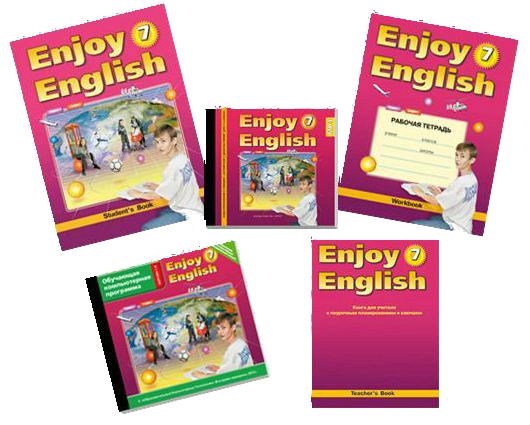 Enjoy 7
English
Student's Book
Enjoy 7
English
MP3
Enjoy 7
English
РАБОЧАЯ ТЕТРАДЬ
Workbook
Обучающая
компьютерная
программа
Enjoy 7
English
Enjoy 7
English
Книга для учителя
с поурочным планированием и ключами
Teacher's Book